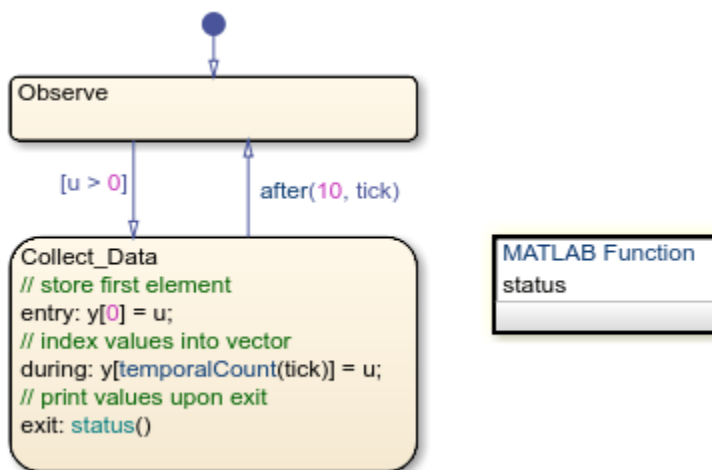 Observe
[u > 0]
after(10, tick)
Collect_Data
// store first element
entry: y[0] = u;
// index values into vector
during: y[temporalCount(tick)] = u;
// print values upon exit
exit: status()
MATLAB Function
status